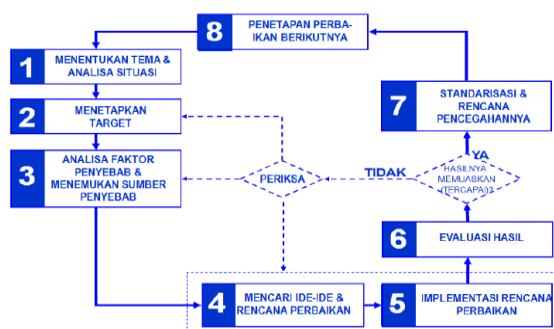 8
PENETAPAN PERBA-
IKAN BERIKUTNYA
1
MENENTUKAN TEMA &
ANALISA SITUASI
2
MENETAPKAN
TARGET
3
ANALISA FAKTOR
PENYEBAB &
MENEMUKAN SUMBER
PENYEBAB
PERIKSA
TIDAK
YA
HASILNYA
MEMUASKAN
(TERCAPAI)?
7
STANDARISASI &
RENCANA
PENCEGAHANNYA
6
EVALUASI HASIL
4
MENCARI IDE-IDE &
RENCANA PERBAIKAN
5
IMPLEMENTASI RENCANA
PERBAIKAN